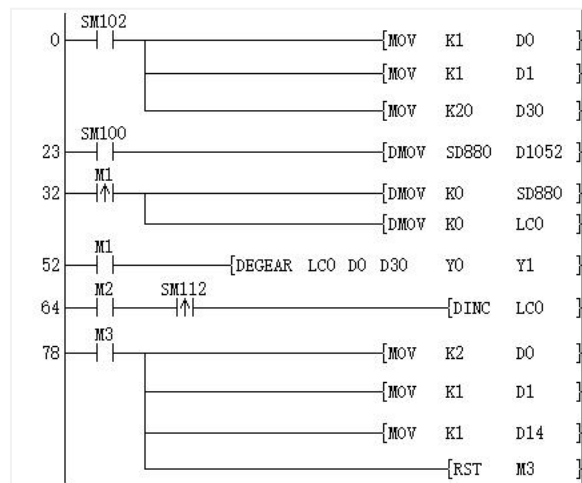 SM102
0 [MOV K1 D0 ]
[MOV K1 D1 ]
[MOV K20 D30 ]
SM100
23 [DMOV SD880 D1052 ]
M1
32 [DMOV K0 SD880 ]
[DMOV K0 LC0 ]
M1
52 [DEGEAR LC0 D0 D30 Y0 Y1 ]
M2 SM112
64 [DINC LC0 ]
M3
78 [MOV K2 D0 ]
[MOV K1 D1 ]
[MOV K1 D14 ]
[RST M3 ]